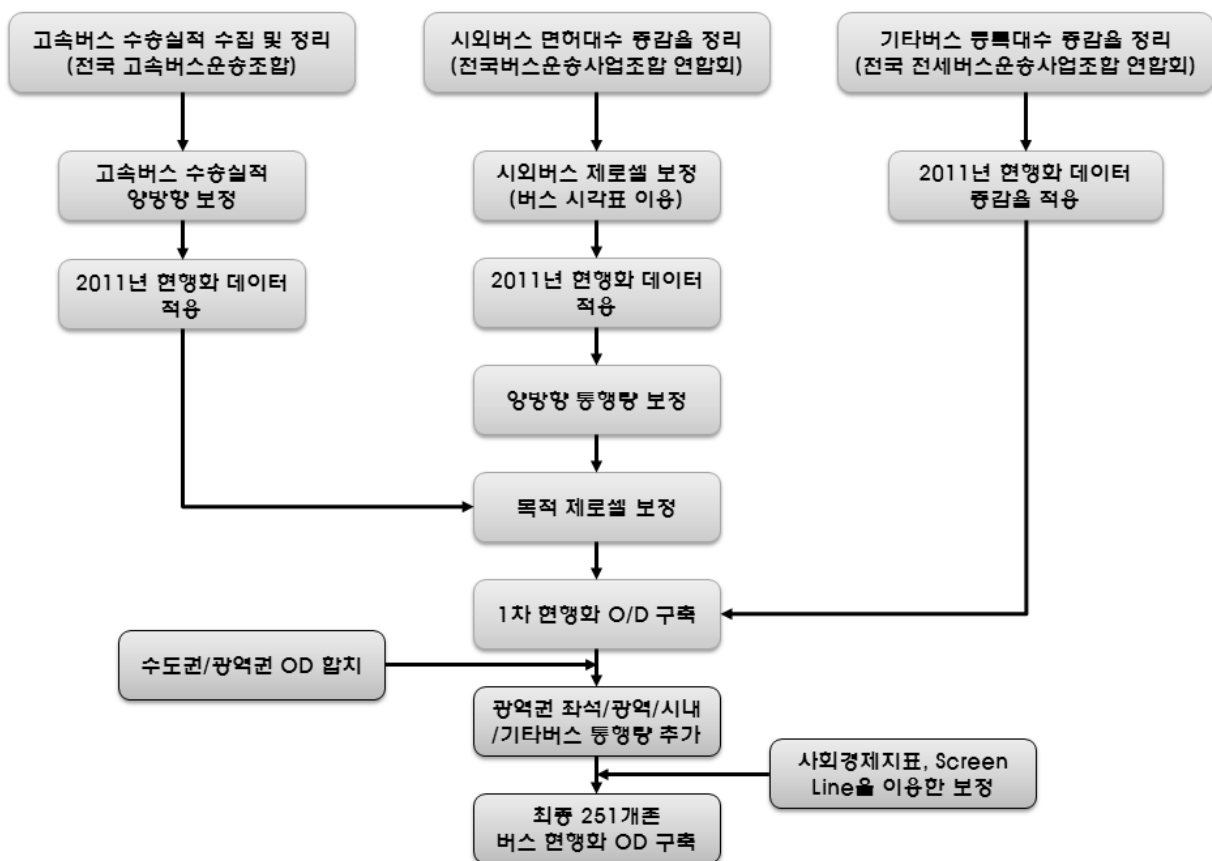 고속버스 수송실적 수집 및 정리
(전국 고속버스운송조합)
시외버스 면허대수 증감율 정리
(전국버스운송사업조합 연합회)
기타버스 등록대수 증감율 정리
(전국 전세버스운송사업조합 연합회)
고속버스 수송실적
양방향 보정
시외버스 제로셀 보정
(버스 시각표 이용)
2011년 현행화 데이터
증감율 적용
2011년 현행화 데이터
적용
2011년 현행화 데이터
적용
양방향 통행량 보정
목적 제로셀 보정
1차 현행화 O/D 구축
수도권/광역권 OD 합치
광역권 좌석/광역/시내
/기타버스 통행량 추가
사회경제지표, Screen
Line을 이용한 보정
최종 251개존
버스 현행화 OD 구축